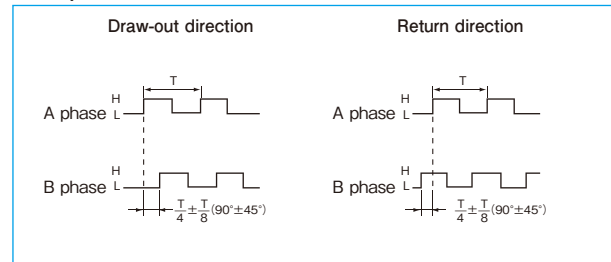 Draw-out direction
T
H
A phase L
H
B phase L
T/4±T/8(90°±45°)
Return direction
T
H
A phase L
H
B phase L
T/4±T/8(90°±45°)